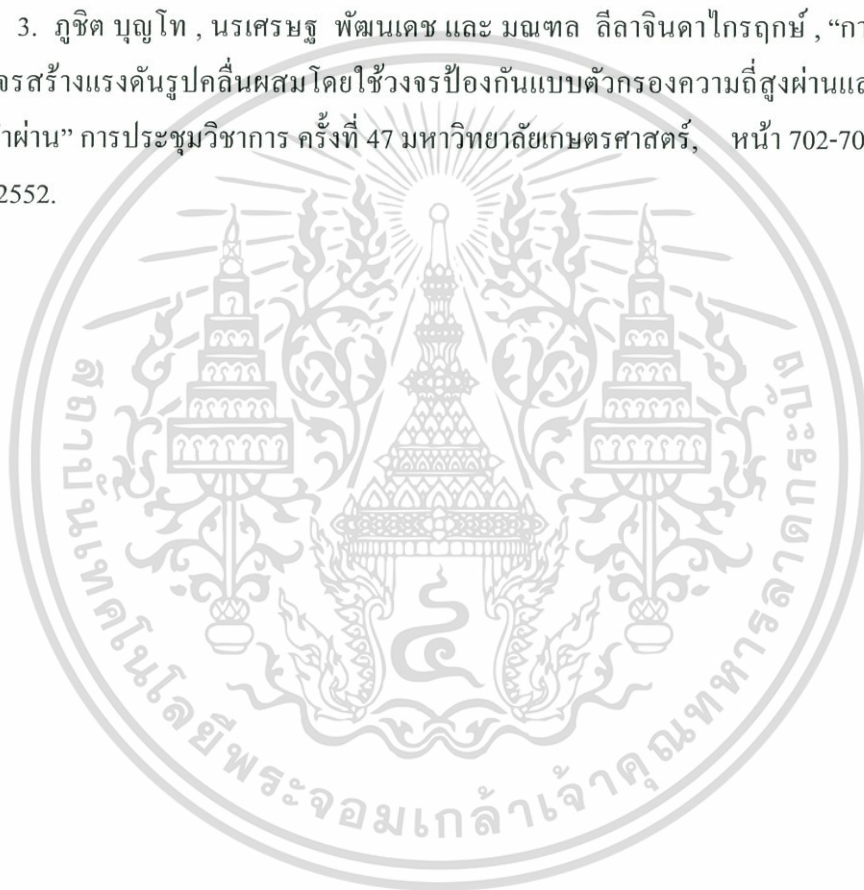 3. ภูชิต บุญโท , นรเศรษฐ พัฒนเดช และ มณฑล ลีลาจินดาไกรฤกษ์ , “กา
จรสร้างแรงดันรูปคลื่นผสมโดยใช้วงจรป้องกันแบบตัวกรองความถี่สูงผ่านแล
ผ่าน” การประชุมวิชาการ ครั้งที่ 47 มหาวิทยาลัยเกษตรศาสตร์, หน้า 702-70
2552.
สถาบันเทคโนโลยีพระจอมเกล้าเจ้าคุณทหารลาดกระบัง